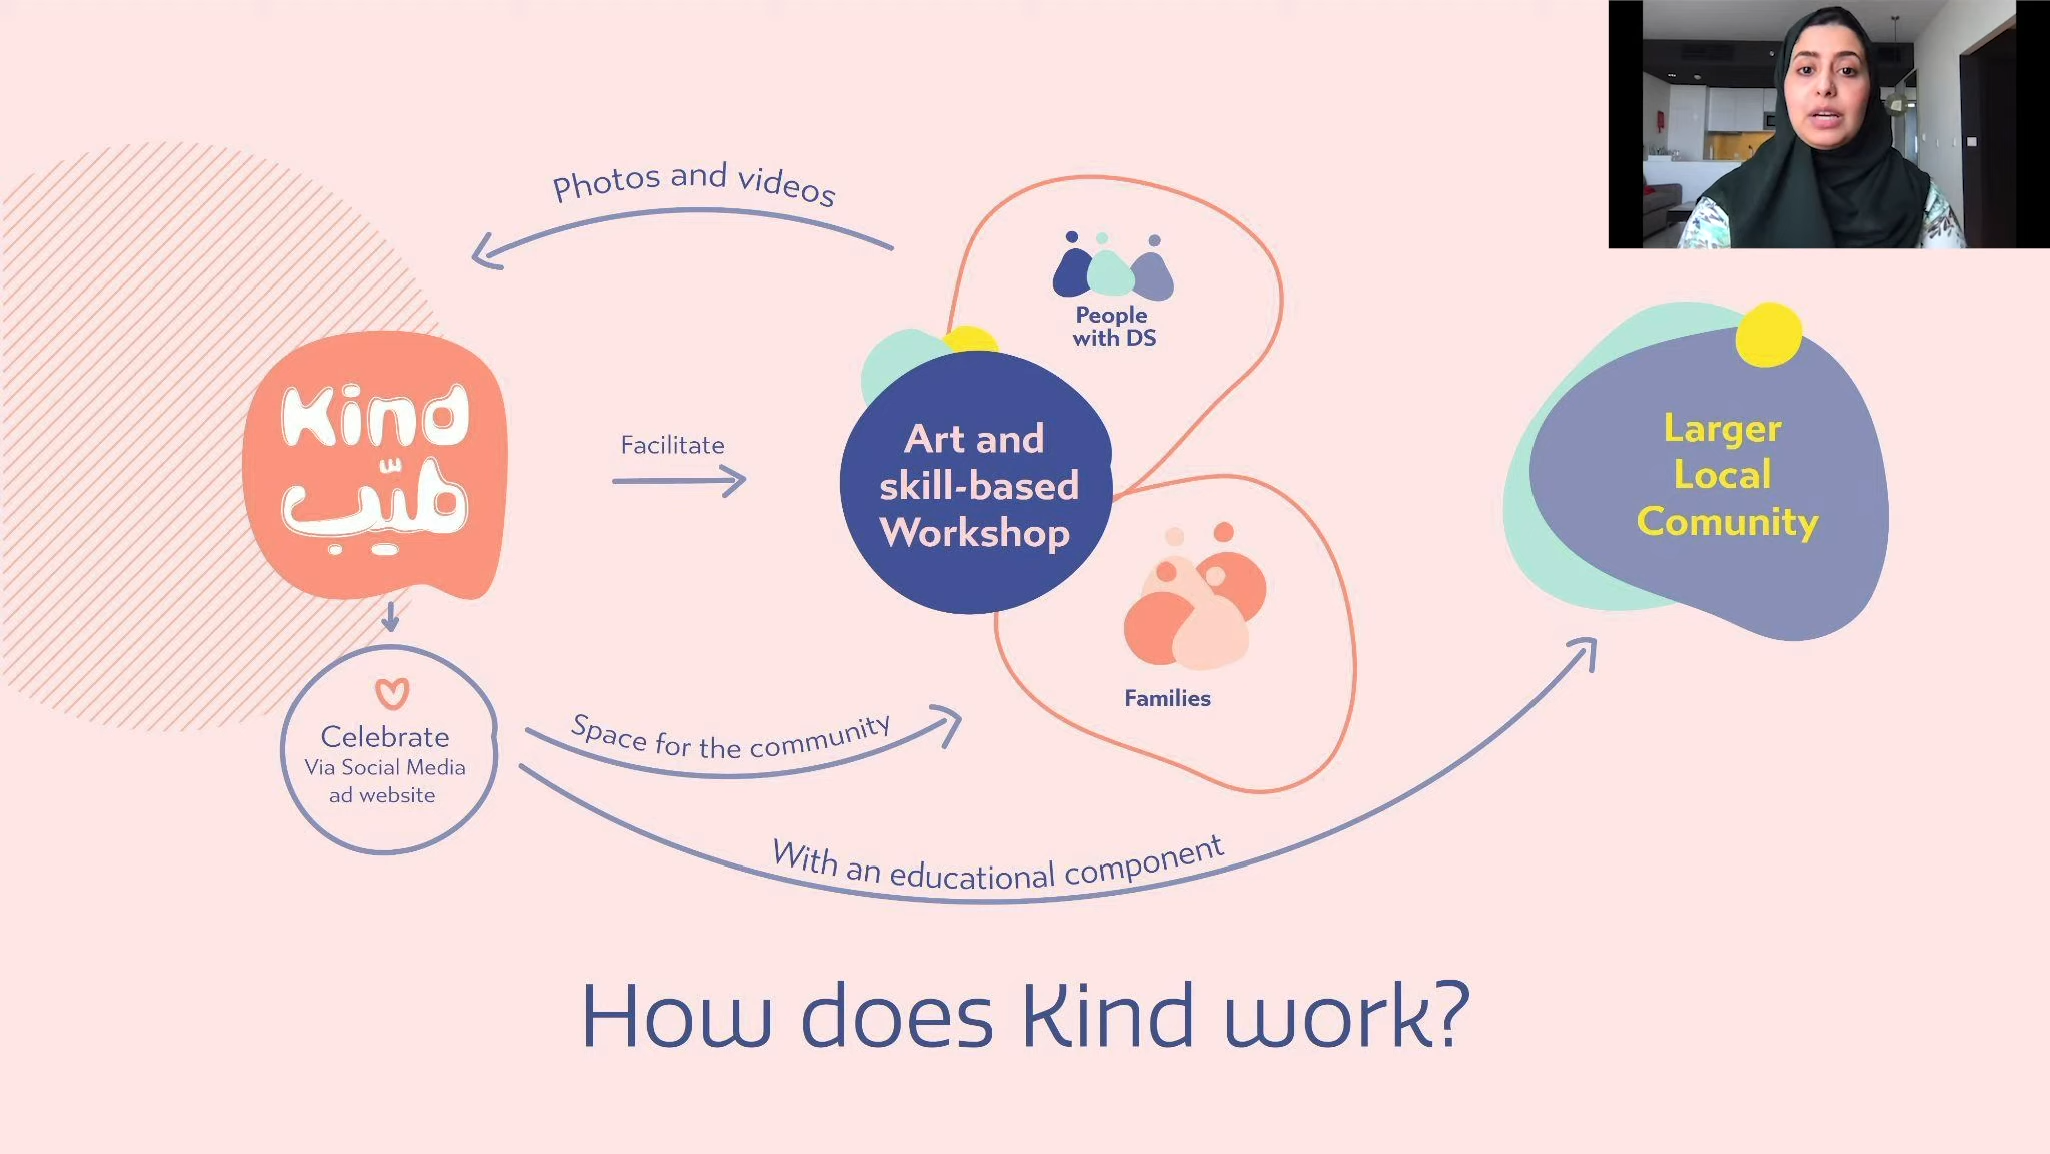 Photos and videos
People
with DS
Kind
طيّب
Facilitate
Art and
skill-based
Workshop
Larger
Local
Comunity
Families
Celebrate
Via Social Media
ad website
Space for the community
With an educational component
How does Kind work?